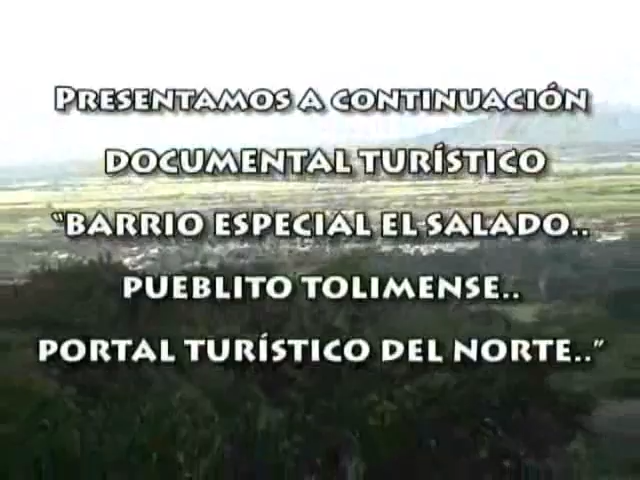 PRESENTAMOS A CONTINUACIÓN
DOCUMENTAL TURÍSTICO
"BARRIO ESPECIAL EL SALADO..
PUEBLITO TOLIMENSE..
PORTAL TURÍSTICO DEL NORTE.."